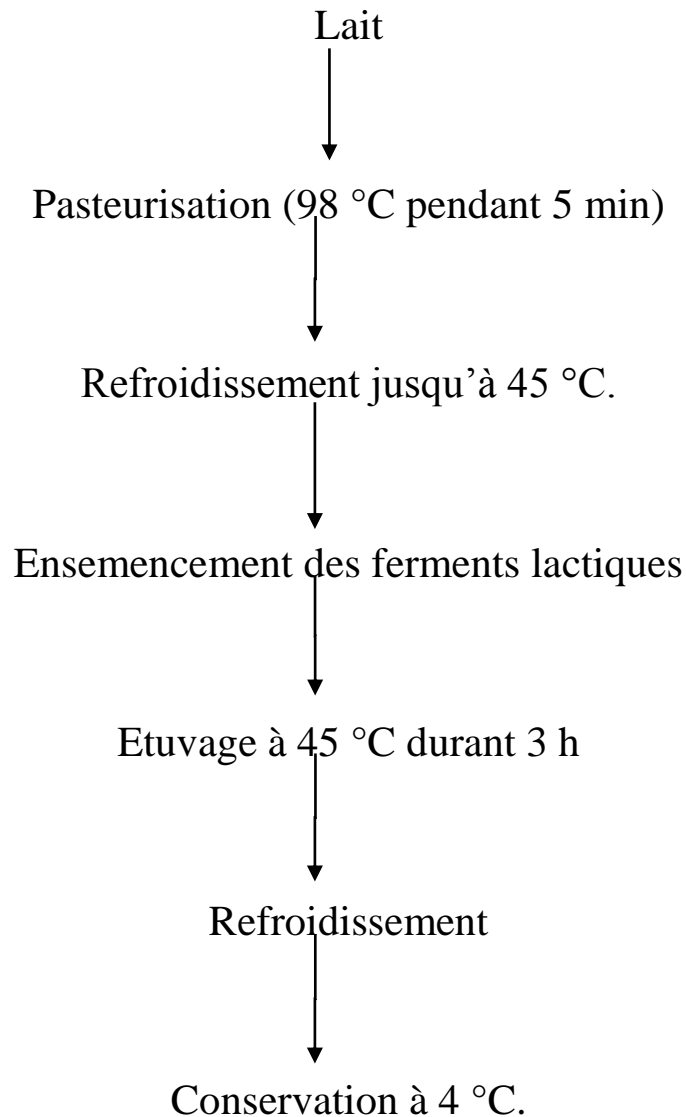 Lait
Pasteurisation (98 °C pendant 5 min)
Refroidissement jusqu’à 45 °C.
Ensemencement des ferments lactiques
Etuvage à 45 °C durant 3 h
Refroidissement
Conservation à 4 °C.